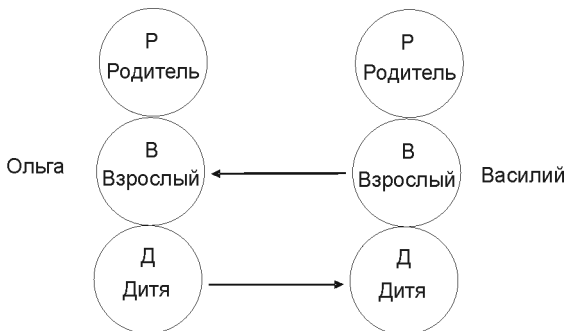 Р
Родитель
Р
Родитель
Ольга
В
Взрослый
В
Взрослый
Василий
Д
Дитя
Д
Дитя